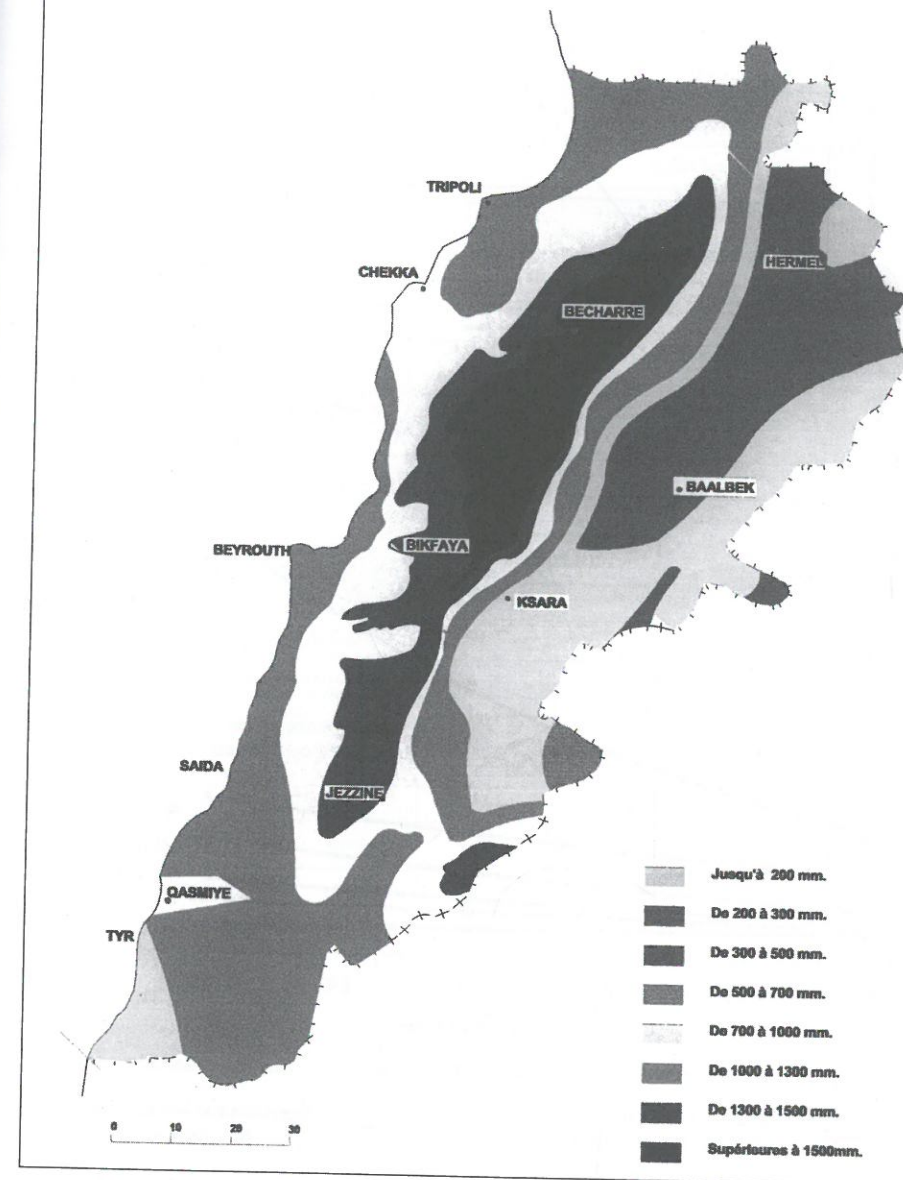 TRIPOLI
CHEKKA
HERMEL
BECHARRE
BAALBEK
BEYROUTH
BIKFAYA
KSARA
SAIDA
JEZZINE
QASMIYE
TYR
Jusqu'à 200 mm.
De 200 à 300 mm.
De 300 à 500 mm.
De 500 à 700 mm.
De 700 à 1000 mm.
De 1000 à 1300 mm.
De 1300 à 1500 mm.
Supérieures à 1500mm.
0 10 20 30